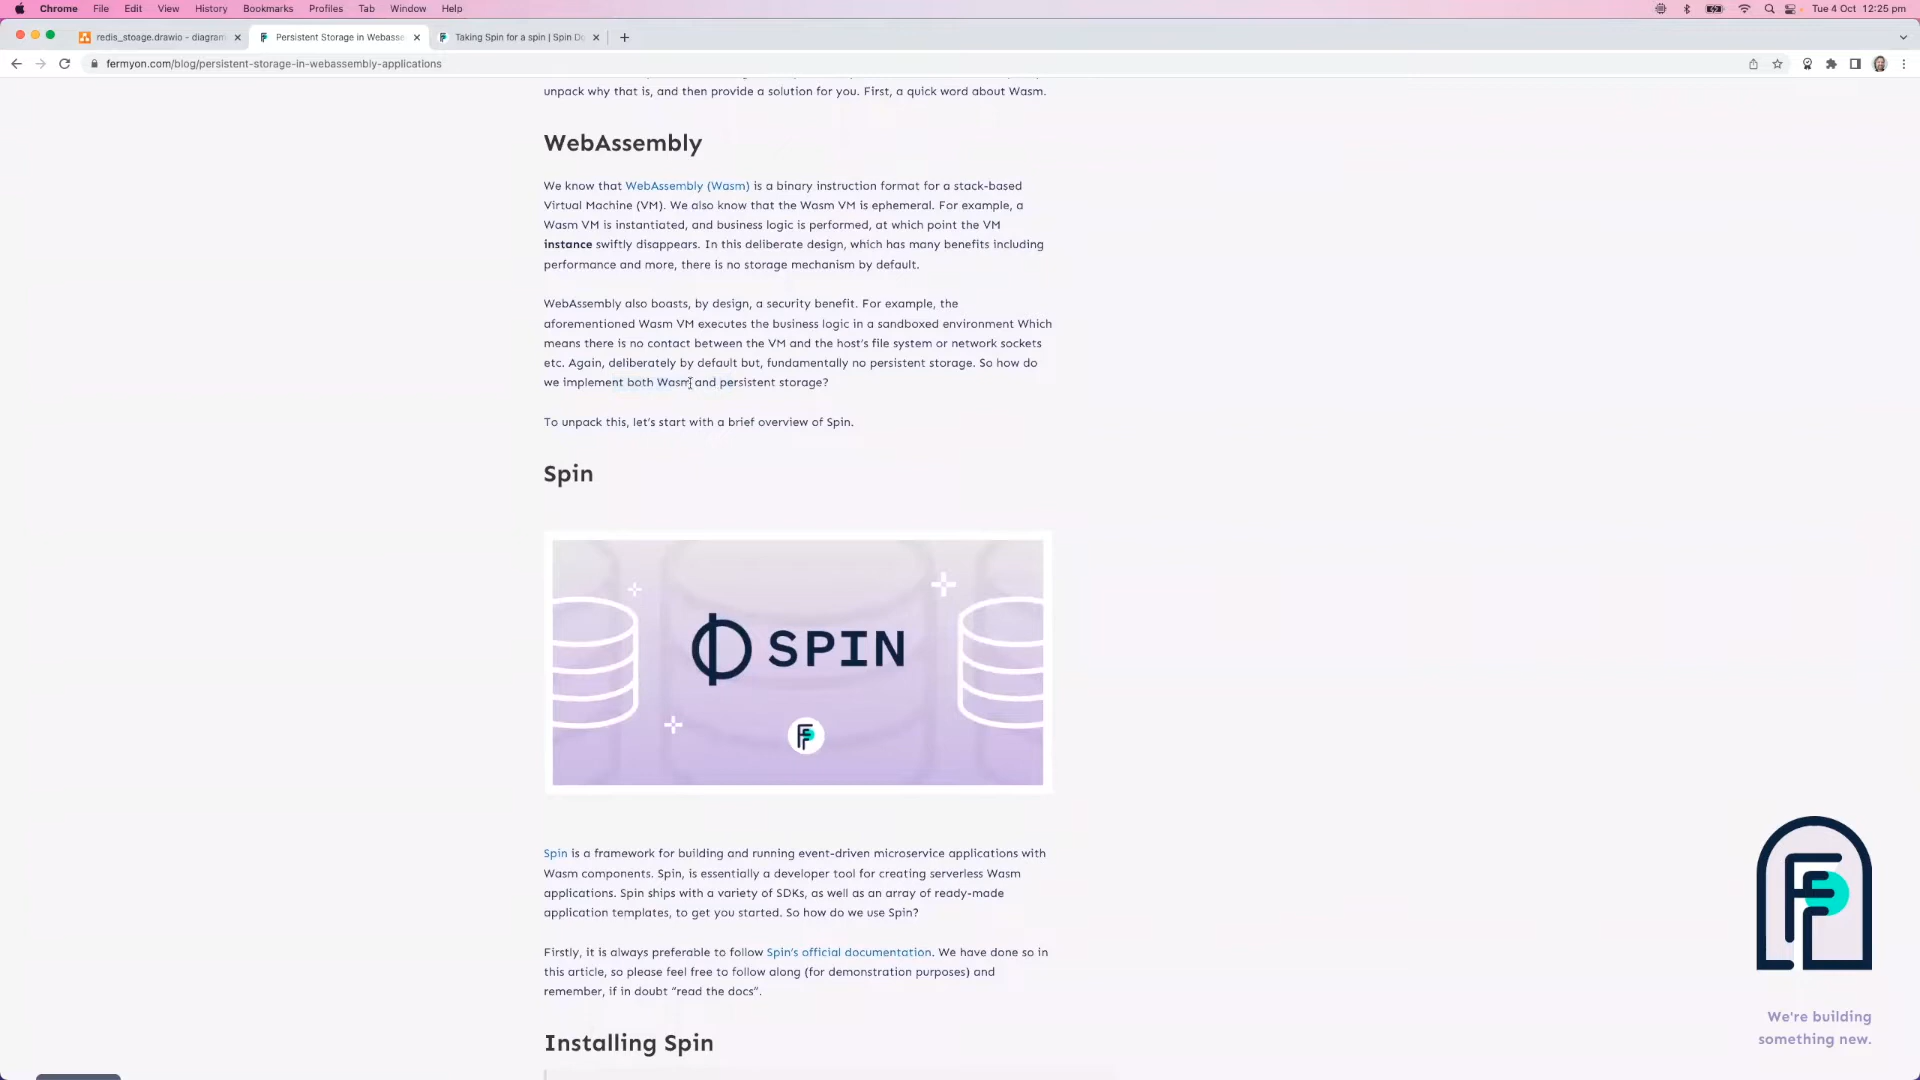 Chrome File Edit View History Bookmarks Profiles Tab Window Help Tue 4 Oct 12:25 pm
redis_stoage.drawio - diagram Persistent Storage in Webasse Taking Spin for a spin | Spin Do
fermyon.com/blog/persistent-storage-in-webassembly-applications
unpack why that is, and then provide a solution for you. First, a quick word about Wasm.
WebAssembly
We know that WebAssembly (Wasm) is a binary instruction format for a stack-based
Virtual Machine (VM). We also know that the Wasm VM is ephemeral. For example, a
Wasm VM is instantiated, and business logic is performed, at which point the VM
instance swiftly disappears. In this deliberate design, which has many benefits including
performance and more, there is no storage mechanism by default.
WebAssembly also boasts, by design, a security benefit. For example, the
aforementioned Wasm VM executes the business logic in a sandboxed environment Which
means there is no contact between the VM and the host's file system or network sockets
etc. Again, deliberately by default but, fundamentally no persistent storage. So how do
we implement both Wasm and persistent storage?
To unpack this, let's start with a brief overview of Spin.
Spin
SPIN
Spin is a framework for building and running event-driven microservice applications with
Wasm components. Spin, is essentially a developer tool for creating serverless Wasm
applications. Spin ships with a variety of SDKs, as well as an array of ready-made
application templates, to get you started. So how do we use Spin?
Firstly, it is always preferable to follow Spin's official documentation. We have done so in
this article, so please feel free to follow along (for demonstration purposes) and
remember, if in doubt “read the docs”.
We're building
something new.
Installing Spin